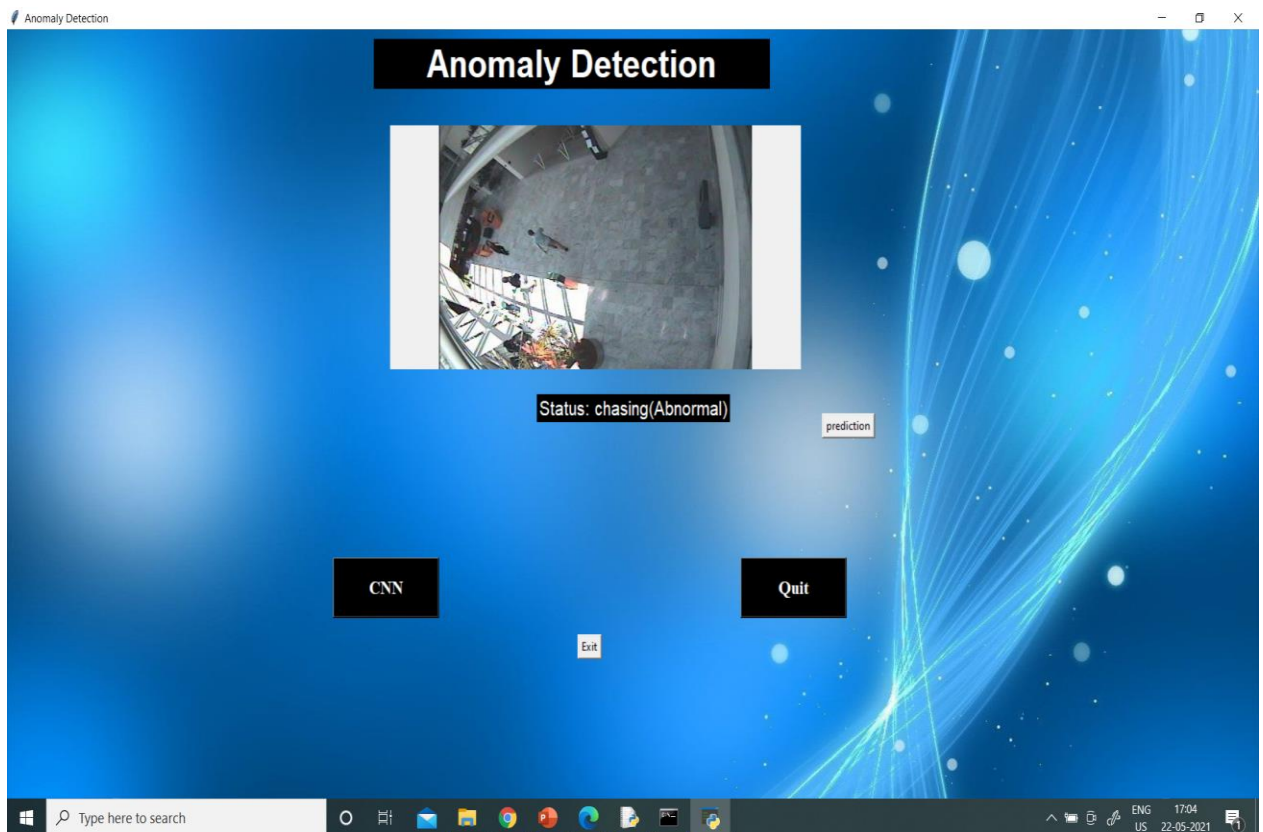 Anomaly Detection
Anomaly Detection
Status: chasing(Abnormal)
prediction
CNN
Quit
Exit
Type here to search
ENG
US
17:04
22-05-2021
1